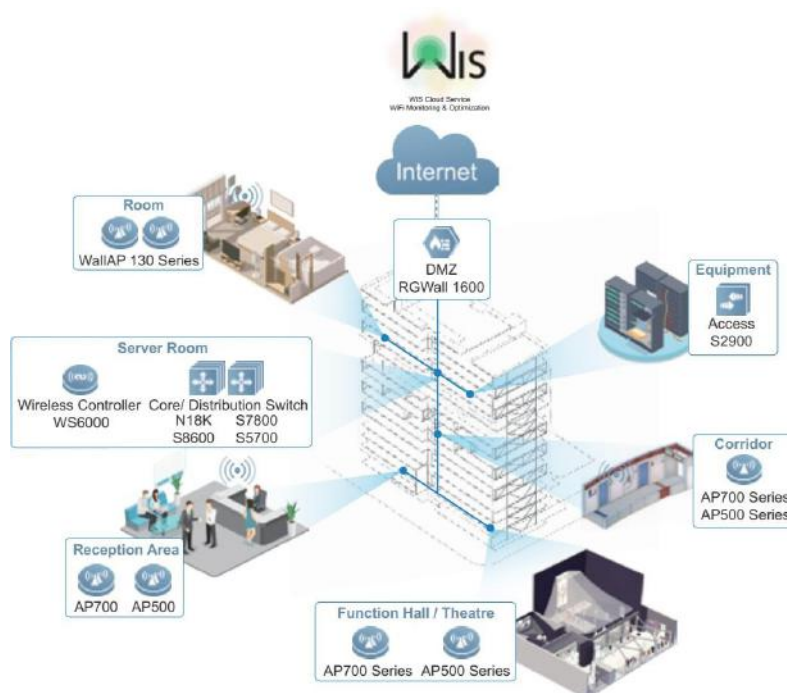 WIS
WIS Cloud Service
WiFi Monitoring & Optimization
Internet
Room
WallAP 130 Series
DMZ
RGWall 1600
Equipment
Access
S2900
Server Room
Wireless Controller
WS6000
Core/ Distribution Switch
N18K S7800
S8600 S5700
Corridor
AP700 Series
AP500 Series
Reception Area
AP700 AP500
Function Hall / Theatre
AP700 Series AP500 Series